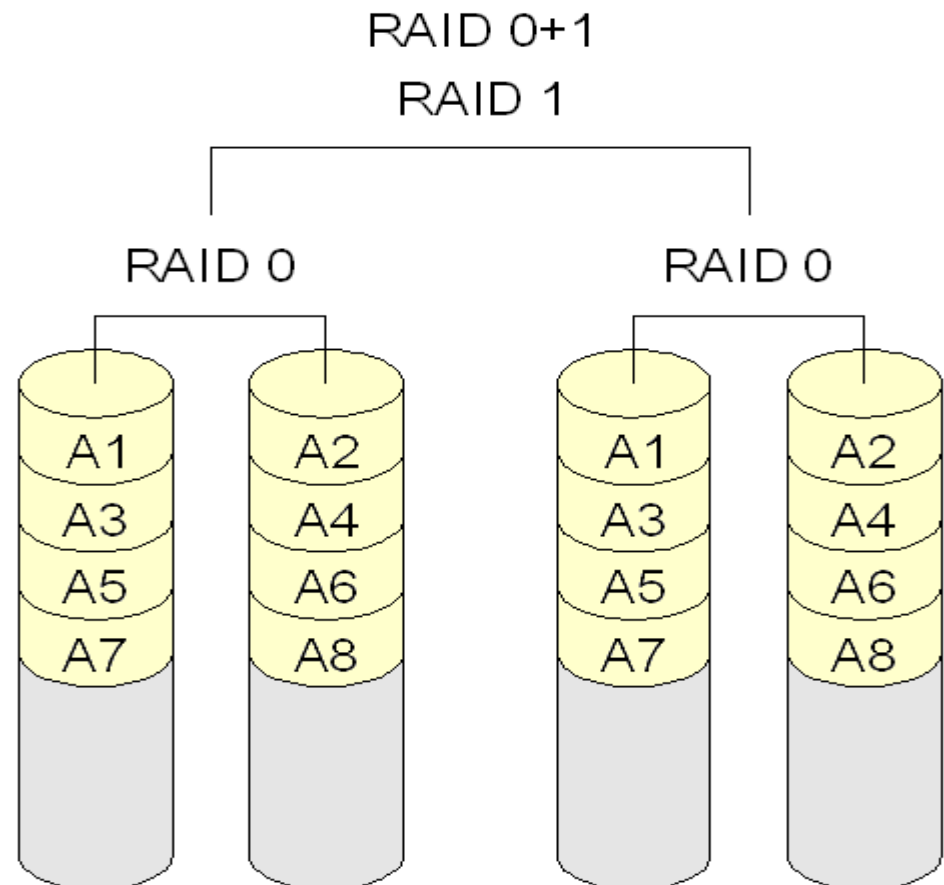 RAID 0+1
RAID 1
RAID 0 RAID 0
A1 A2 A1 A2
A3 A4 A3 A4
A5 A6 A5 A6
A7 A8 A7 A8